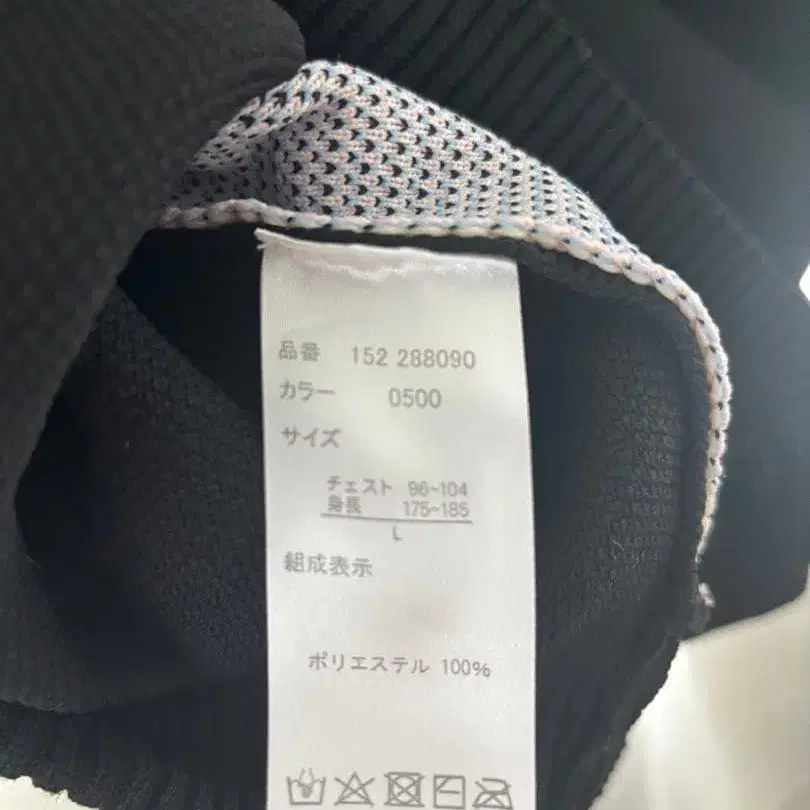 品番 152 288090
カラー 0500
サイズ
チェスト 96-104
身長 175-185
L
組成表示
ポリエステル 100%